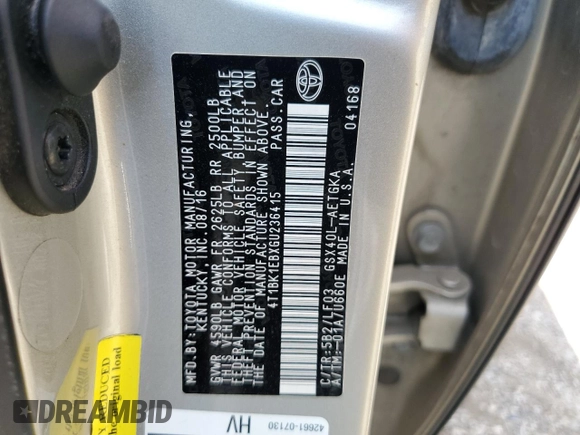 MFD.BY:TOYOTA MOTOR MANUFACTURING,
KENTUCKY, INC. 08/16
GVWR 4590LB GAWR FR 2625LB RR 2500LB
THIS VEHICLE CONFORMS TO ALL APPLICABLE
FEDERAL MOTOR VEHICLE SAFETY, BUMPER, AND
THEFT PREVENTION STANDARDS IN EFFECT ON
THE DATE OF MANUFACTURE SHOWN ABOVE.
4T1BK1EBXGU236415 PASS.CAR
C/TR:5B2/LF03 GSX40L-AETGKA 04168
A/TM:-01A/U660E MADE IN U.S.A.
42661-07130
HV
the original load
DREAMBID